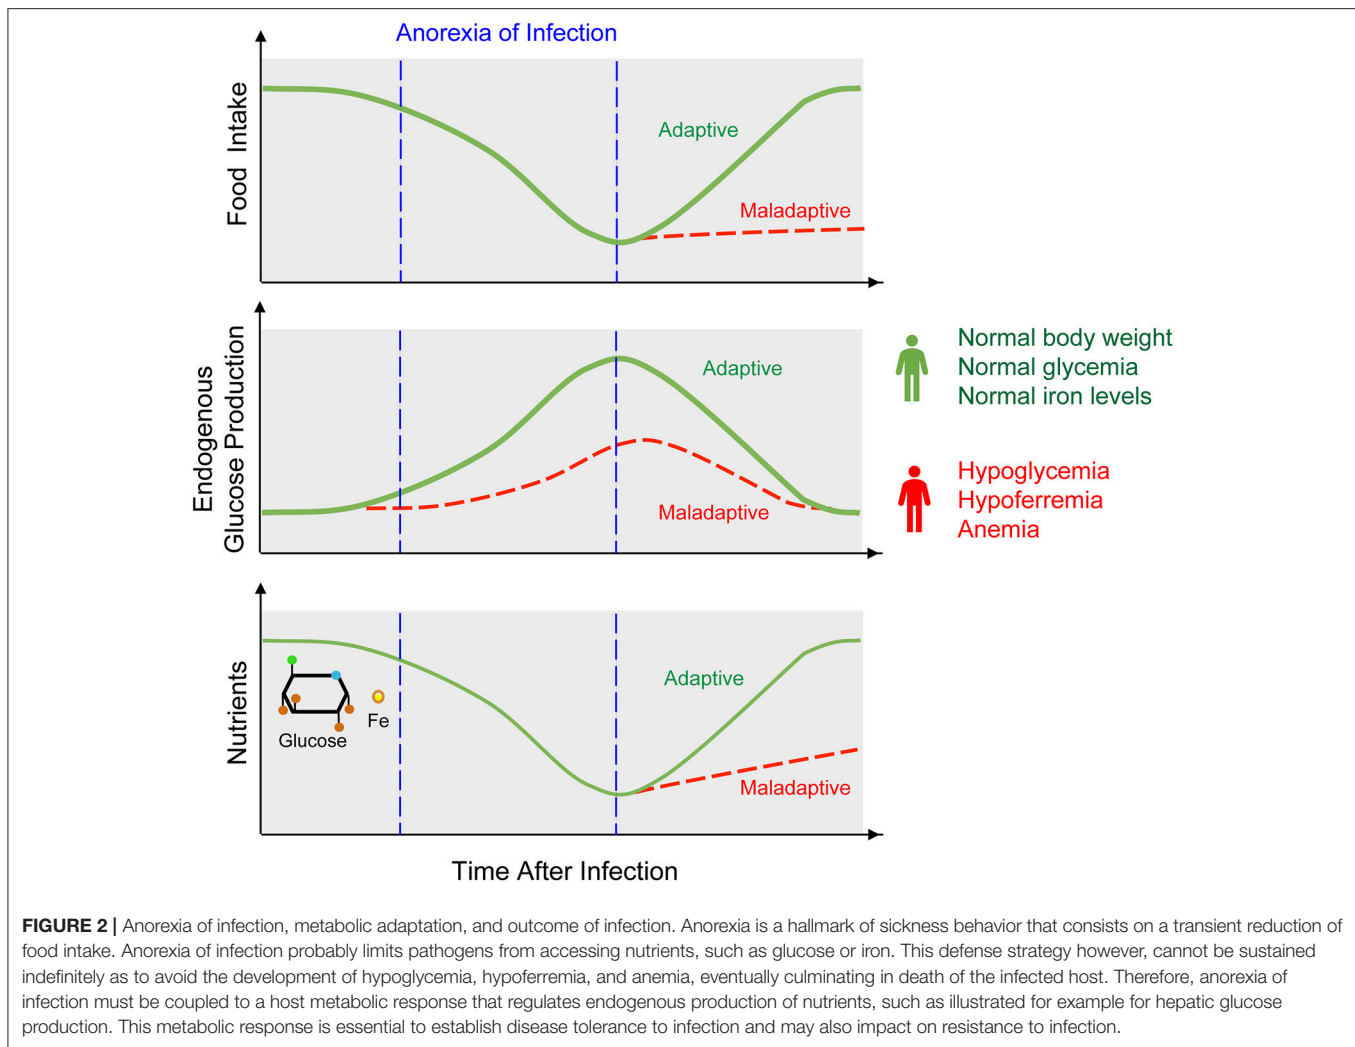 Anorexia of Infection
Food Intake
Adaptive
Maladaptive
Endogenous
Glucose Production
Adaptive
Maladaptive
Normal body weight
Normal glycemia
Normal iron levels
Hypoglycemia
Hypoferremia
Anemia
Nutrients
Glucose
Fe
Adaptive
Maladaptive
Time After Infection
FIGURE 2 | Anorexia of infection, metabolic adaptation, and outcome of infection. Anorexia is a hallmark of sickness behavior that consists on a transient reduction of
food intake. Anorexia of infection probably limits pathogens from accessing nutrients, such as glucose or iron. This defense strategy however, cannot be sustained
indefinitely as to avoid the development of hypoglycemia, hypoferremia, and anemia, eventually culminating in death of the infected host. Therefore, anorexia of
infection must be coupled to a host metabolic response that regulates endogenous production of nutrients, such as illustrated for example for hepatic glucose
production. This metabolic response is essential to establish disease tolerance to infection and may also impact on resistance to infection.